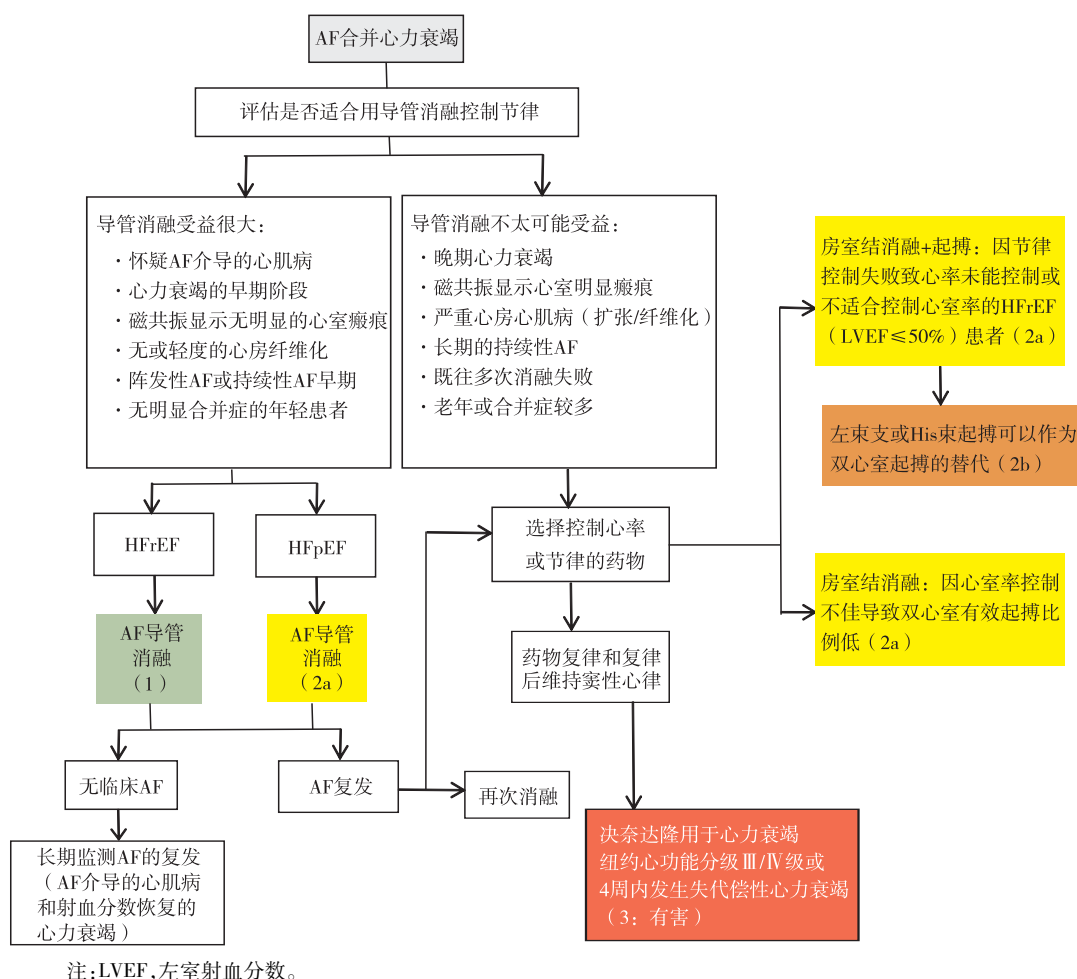 AF合并心力衰竭
评估是否适合用导管消融控制节律
导管消融受益很大：
·怀疑AF介导的心肌病
·心力衰竭的早期阶段
·磁共振显示无明显的心室瘢痕
·无或轻度的心房纤维化
·阵发性AF或持续性AF早期
·无明显合并症的年轻患者
导管消融不太可能受益：
·晚期心力衰竭
·磁共振显示心室明显瘢痕
·严重心房心肌病（扩张/纤维化）
·长期的持续性AF
·既往多次消融失败
·老年或合并症较多
房室结消融+起搏：因节律
控制失败致心率未能控制或
不适合控制心室率的HFrEF
（LVEF≤50%）患者（2a）
左束支或His束起搏可以作为
双心室起搏的替代（2b）
HFrEF
HFpEF
选择控制心率
或节律的药物
房室结消融：因心室率控制
不佳导致双心室有效起搏比
例低（2a）
AF导管
消融
（1）
AF导管
消融
（2a）
药物复律和复律
后维持窦性心律
无临床AF
AF复发
再次消融
长期监测AF的复发
（AF介导的心肌病
和射血分数恢复的
心力衰竭）
决奈达隆用于心力衰竭
纽约心功能分级Ⅲ/Ⅳ级或
4周内发生失代偿性心力衰竭
（3：有害）
注：LVEF，左室射血分数。